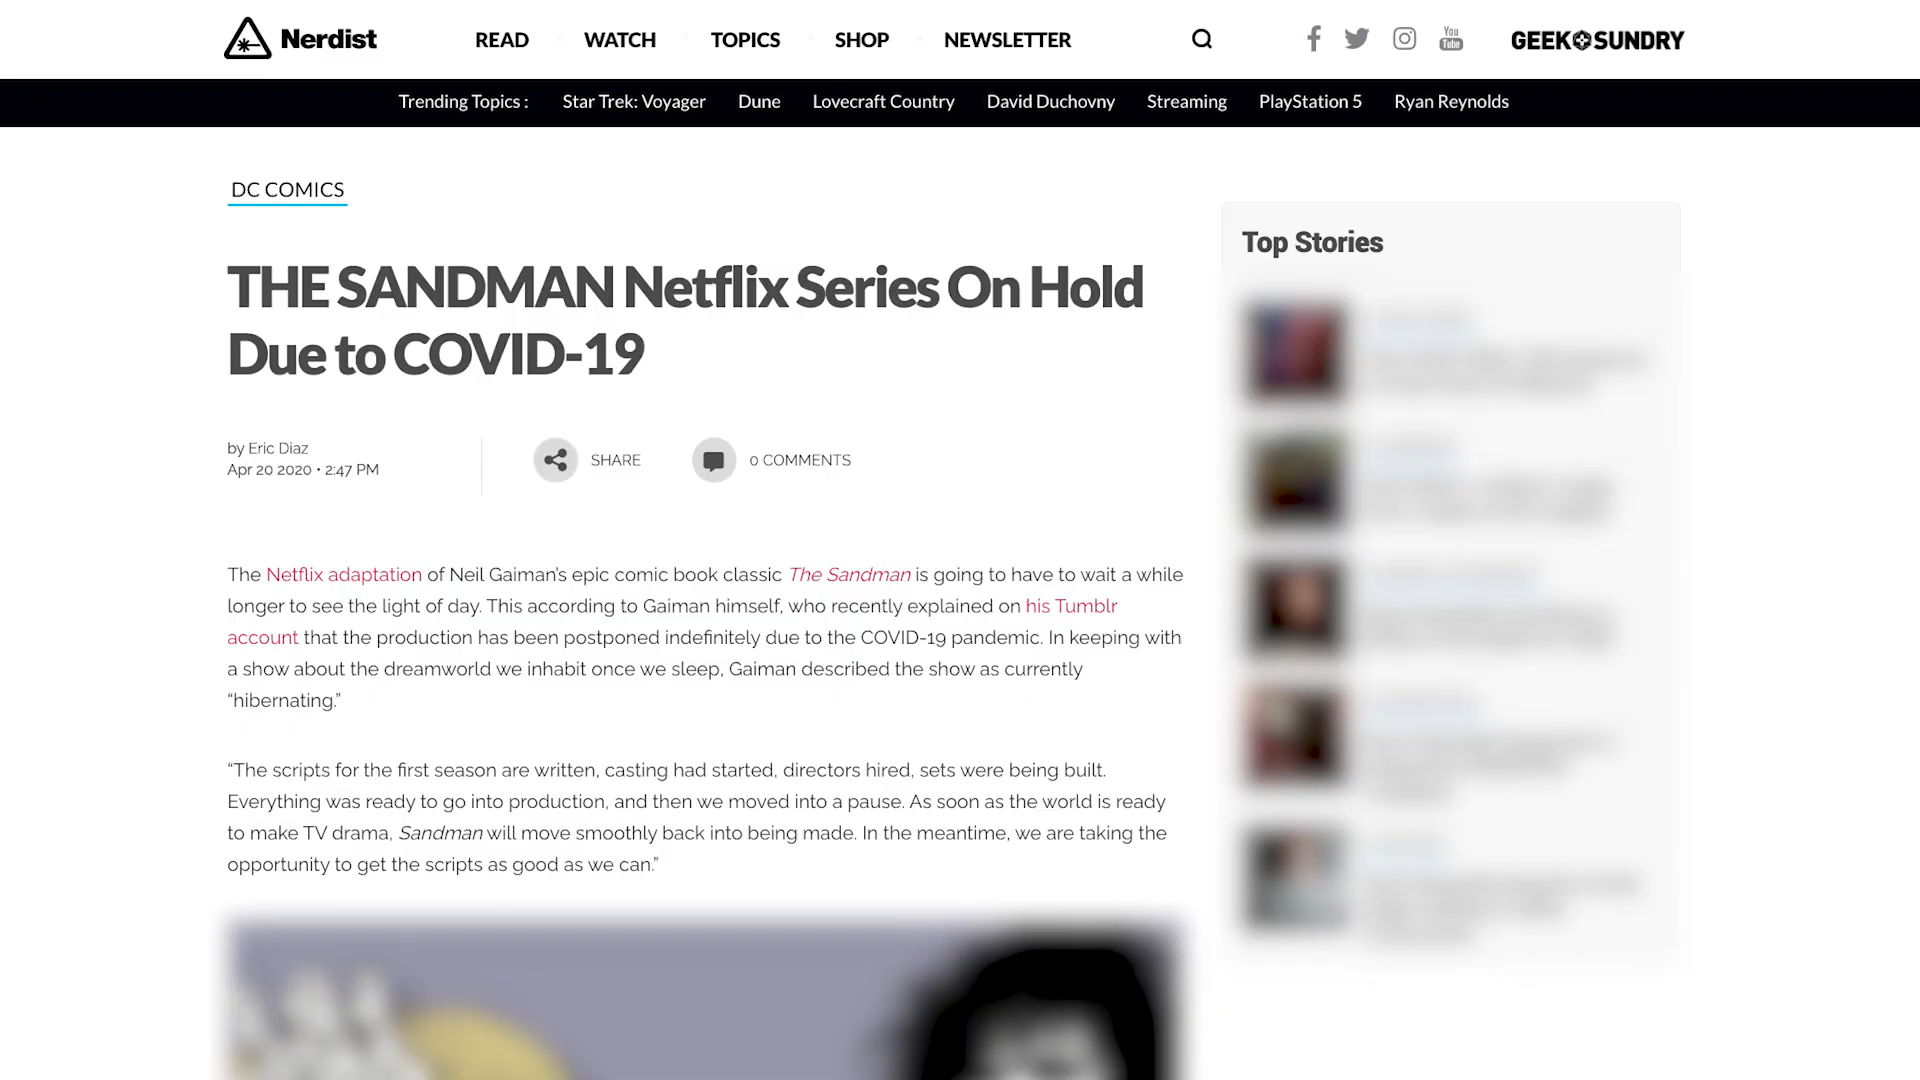 Nerdist
READ
WATCH
TOPICS
SHOP
NEWSLETTER
You
Tube
GEEK SUNDRY
Trending Topics :
Star Trek: Voyager
Dune
Lovecraft Country
David Duchovny
Streaming
PlayStation 5
Ryan Reynolds
DC COMICS
THE SANDMAN Netflix Series On Hold
Due to COVID-19
by Eric Diaz
Apr 20 2020 • 2:47 PM
SHARE
0 COMMENTS
The Netflix adaptation of Neil Gaiman’s epic comic book classic The Sandman is going to have to wait a while
longer to see the light of day. This according to Gaiman himself, who recently explained on his Tumblr
account that the production has been postponed indefinitely due to the COVID-19 pandemic. In keeping with
a show about the dreamworld we inhabit once we sleep, Gaiman described the show as currently
“hibernating.”
“The scripts for the first season are written, casting had started, directors hired, sets were being built.
Everything was ready to go into production, and then we moved into a pause. As soon as the world is ready
to make TV drama, Sandman will move smoothly back into being made. In the meantime, we are taking the
opportunity to get the scripts as good as we can.”
Top Stories